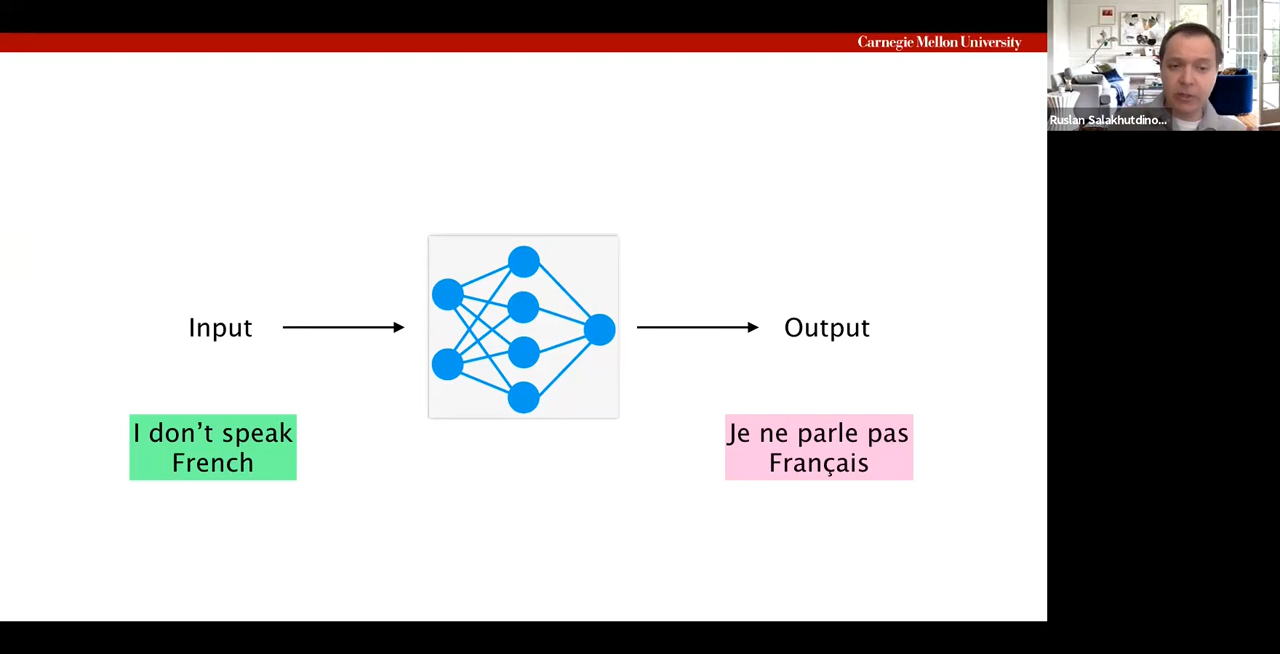 Carnegie Mellon University
Ruslan Salakhutdino...
Input
Output
I don't speak
French
Je ne parle pas
Français